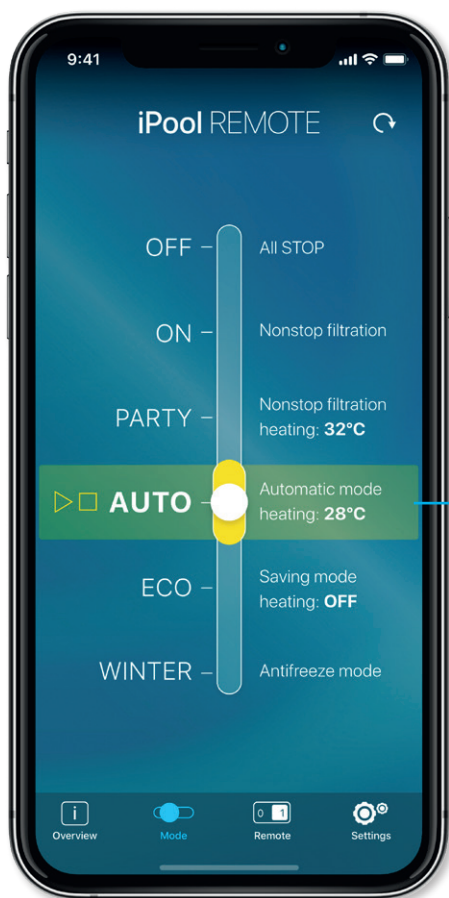 9:41
iPool REMOTE
OFF – All STOP
ON – Nonstop filtration
PARTY – Nonstop filtration
heating: 32°C
AUTO – Automatic mode
heating: 28°C
ECO – Saving mode
heating: OFF
WINTER – Antifreeze mode
i
0 1
Overview Mode Remote Settings